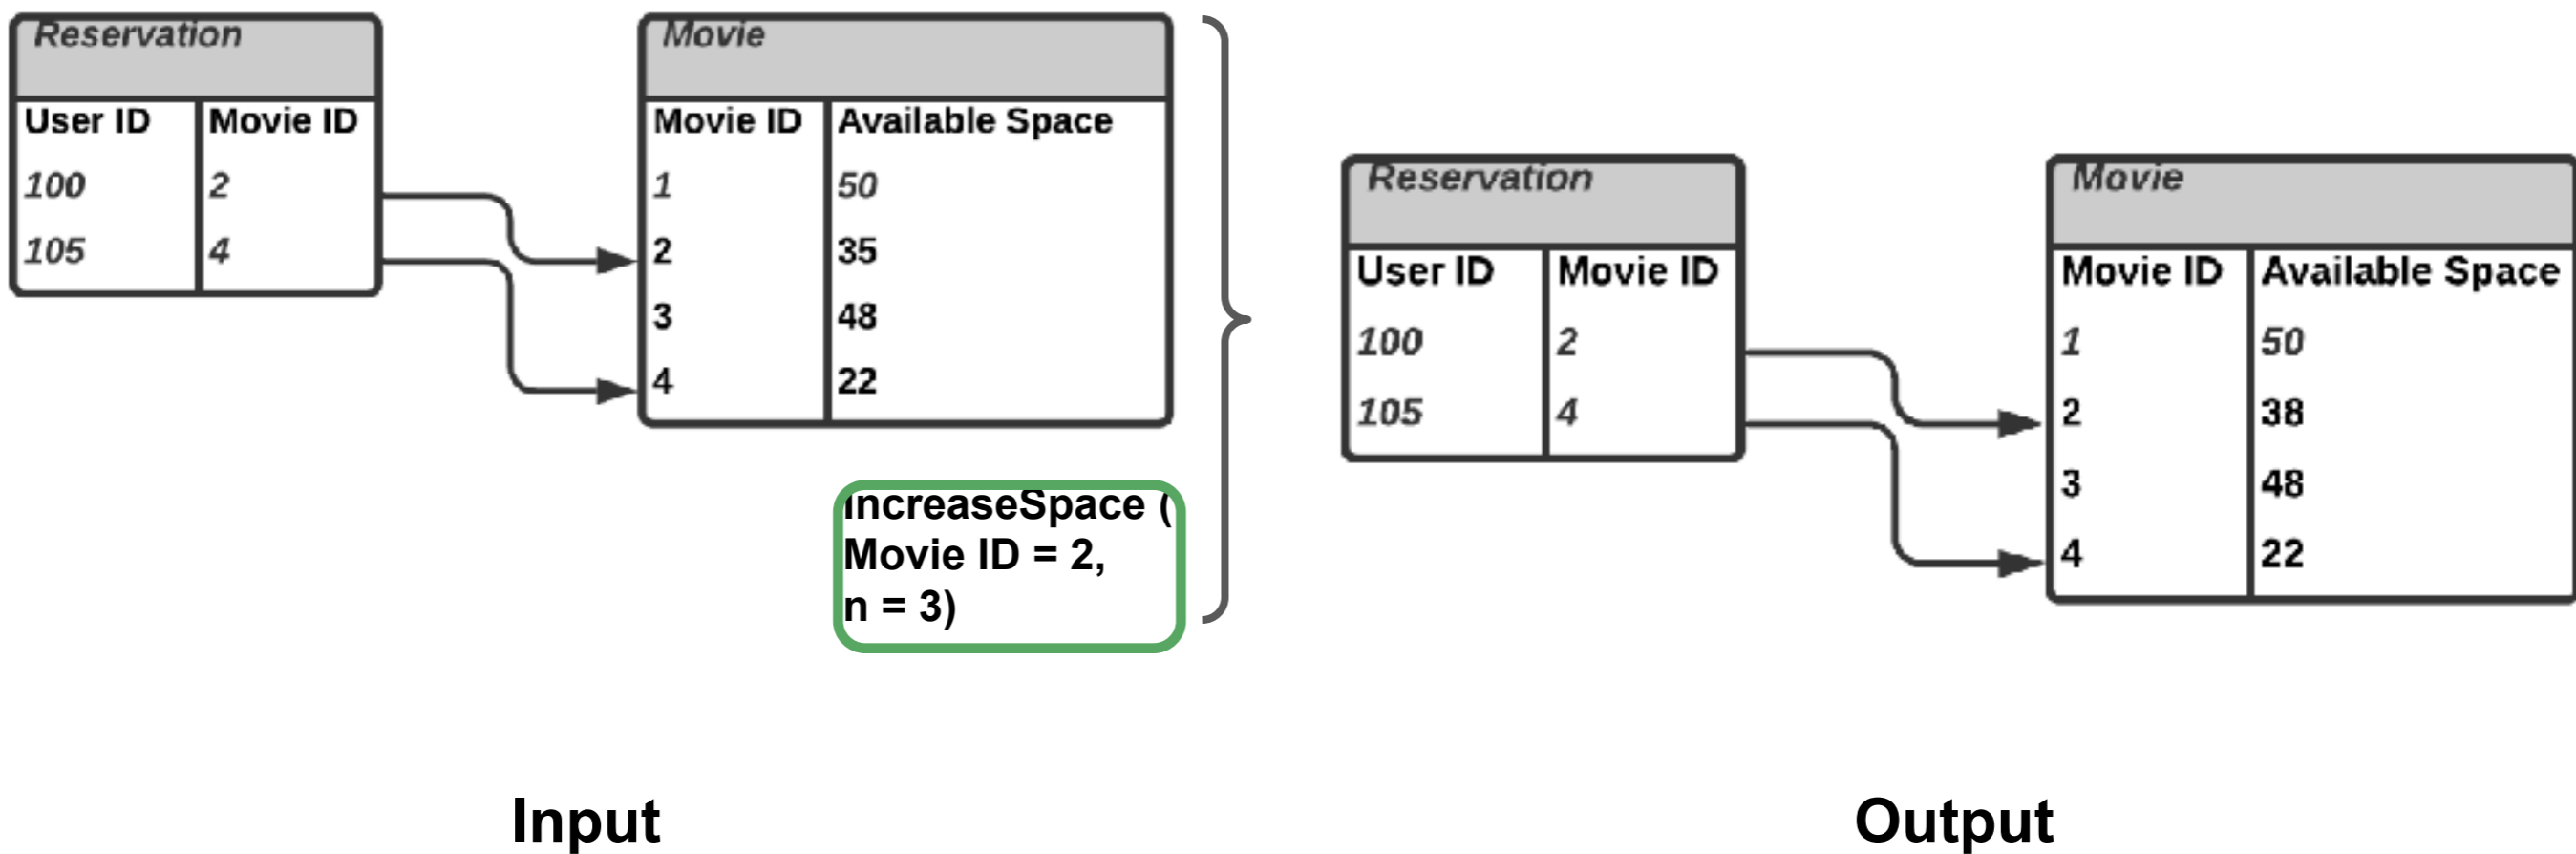 Reservation
User ID Movie ID
100 2
105 4
Movie
Movie ID Available Space
1 50
2 35
3 48
4 22
IncreaseSpace (
Movie ID = 2,
n = 3)
Input
Reservation
User ID Movie ID
100 2
105 4
Movie
Movie ID Available Space
1 50
2 38
3 48
4 22
Output